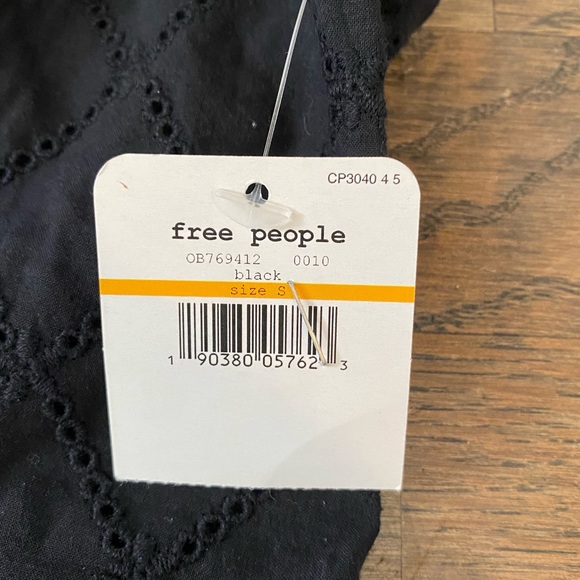 CP3040 4 5
free people
OB769412 0010
black
size S
1 90380 05762 3